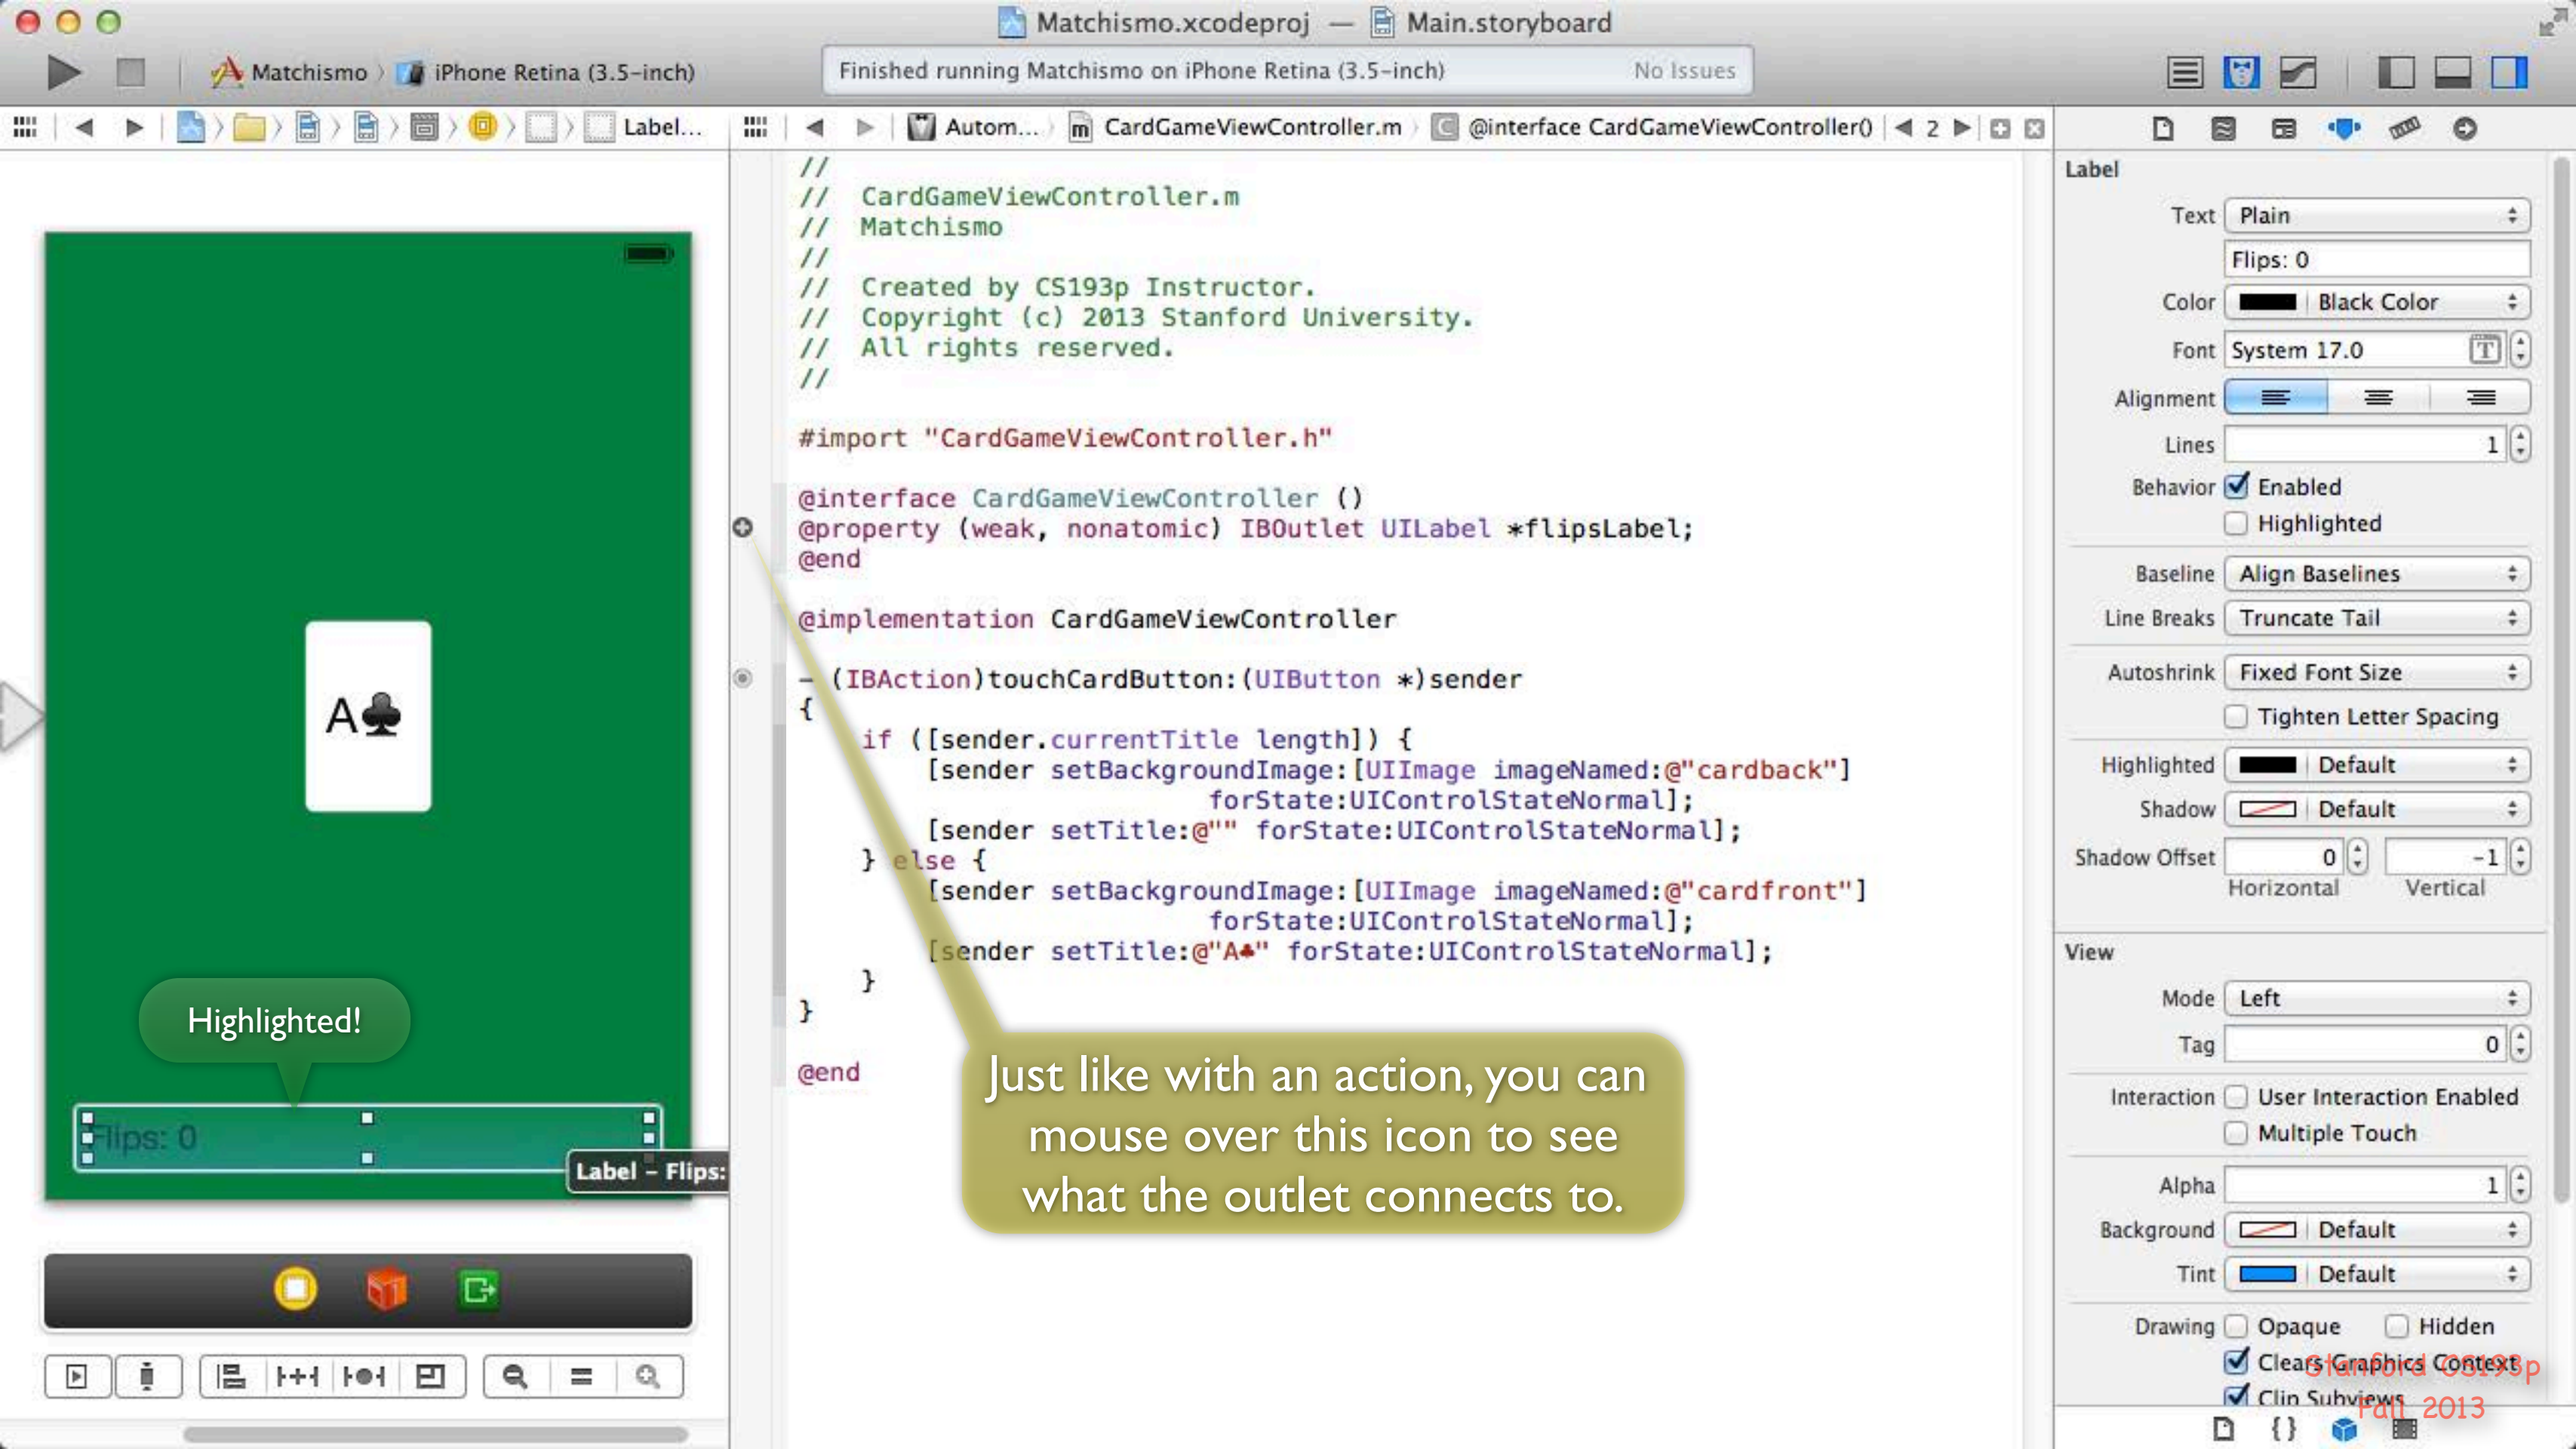 Matchismo.xcodeproj — Main.storyboard
Matchismo iPhone Retina (3.5-inch)
Finished running Matchismo on iPhone Retina (3.5-inch) No Issues
Label...
Autom... CardGameViewController.m @interface CardGameViewController() 2
//
// CardGameViewController.m
// Matchismo
//
// Created by CS193p Instructor.
// Copyright (c) 2013 Stanford University.
// All rights reserved.
//
#import "CardGameViewController.h"
@interface CardGameViewController ()
@property (weak, nonatomic) IBOutlet UILabel *flipsLabel;
@end
@implementation CardGameViewController
- (IBAction)touchCardButton:(UIButton *)sender
{
if ([sender.currentTitle length]) {
[sender setBackgroundImage:[UIImage imageNamed:@"cardback"]
forState:UIControlStateNormal];
[sender setTitle:@"" forState:UIControlStateNormal];
} else {
[sender setBackgroundImage:[UIImage imageNamed:@"cardfront"]
forState:UIControlStateNormal];
[sender setTitle:@"A♣" forState:UIControlStateNormal];
}
}
@end
A♣
Highlighted!
Flips: 0
Label – Flips:
Just like with an action, you can
mouse over this icon to see
what the outlet connects to.
Label
Text Plain
Flips: 0
Color Black Color
Font System 17.0
Alignment
Lines 1
Behavior Enabled
Highlighted
Baseline Align Baselines
Line Breaks Truncate Tail
Autoshrink Fixed Font Size
Tighten Letter Spacing
Highlighted Default
Shadow Default
Shadow Offset 0 -1
Horizontal Vertical
View
Mode Left
Tag 0
Interaction User Interaction Enabled
Multiple Touch
Alpha 1
Background Default
Tint Default
Drawing Opaque Hidden
Clears Graphics Context
Clip Subviews
Stanford CS193p
Fall 2013